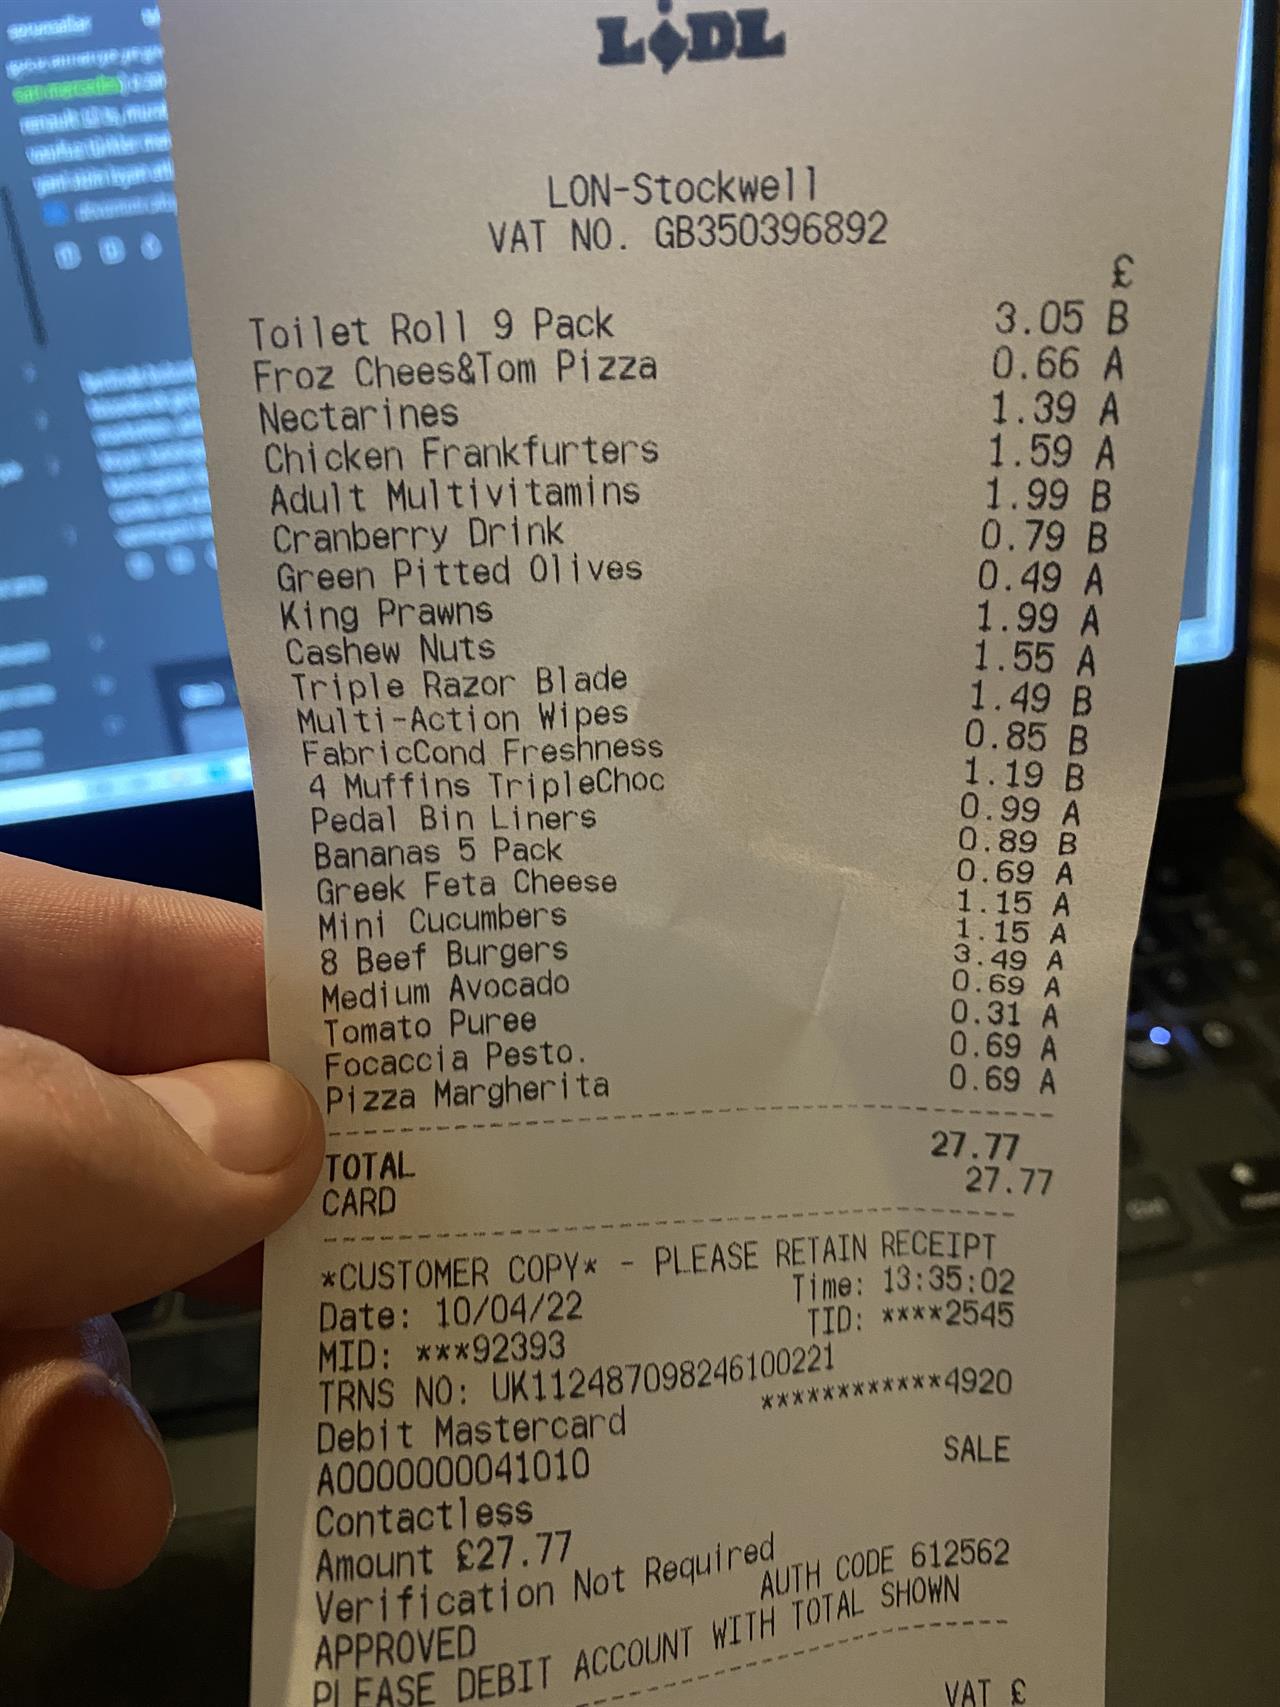 LiDL
LON-Stockwell
VAT NO. GB350396892
£
Toilet Roll 9 Pack 3.05 B
Froz Chees&Tom Pizza 0.66 A
Nectarines 1.39 A
Chicken Frankfurters 1.59 A
Adult Multivitamins 1.99 B
Cranberry Drink 0.79 B
Green Pitted Olives 0.49 A
King Prawns 1.99 A
Cashew Nuts 1.55 A
Triple Razor Blade 1.49 B
Multi-Action Wipes 0.85 B
FabricCond Freshness 1.19 B
4 Muffins TripleChoc 0.99 A
Pedal Bin Liners 0.89 B
Bananas 5 Pack 0.69 A
Greek Feta Cheese 1.15 A
Mini Cucumbers 1.15 A
8 Beef Burgers 3.49 A
Medium Avocado 0.69 A
Tomato Puree 0.31 A
Focaccia Pesto. 0.69 A
Pizza Margherita 0.69 A
TOTAL 27.77
CARD 27.77
*CUSTOMER COPY* - PLEASE RETAIN RECEIPT
Date: 10/04/22 Time: 13:35:02
MID: ***92393 TID: ****2545
TRNS NO: UK112487098246100221
Debit Mastercard ************4920
A0000000041010 SALE
Contactless
Amount £27.77
Verification Not Required
APPROVED AUTH CODE 612562
PLEASE DEBIT ACCOUNT WITH TOTAL SHOWN
VAT £